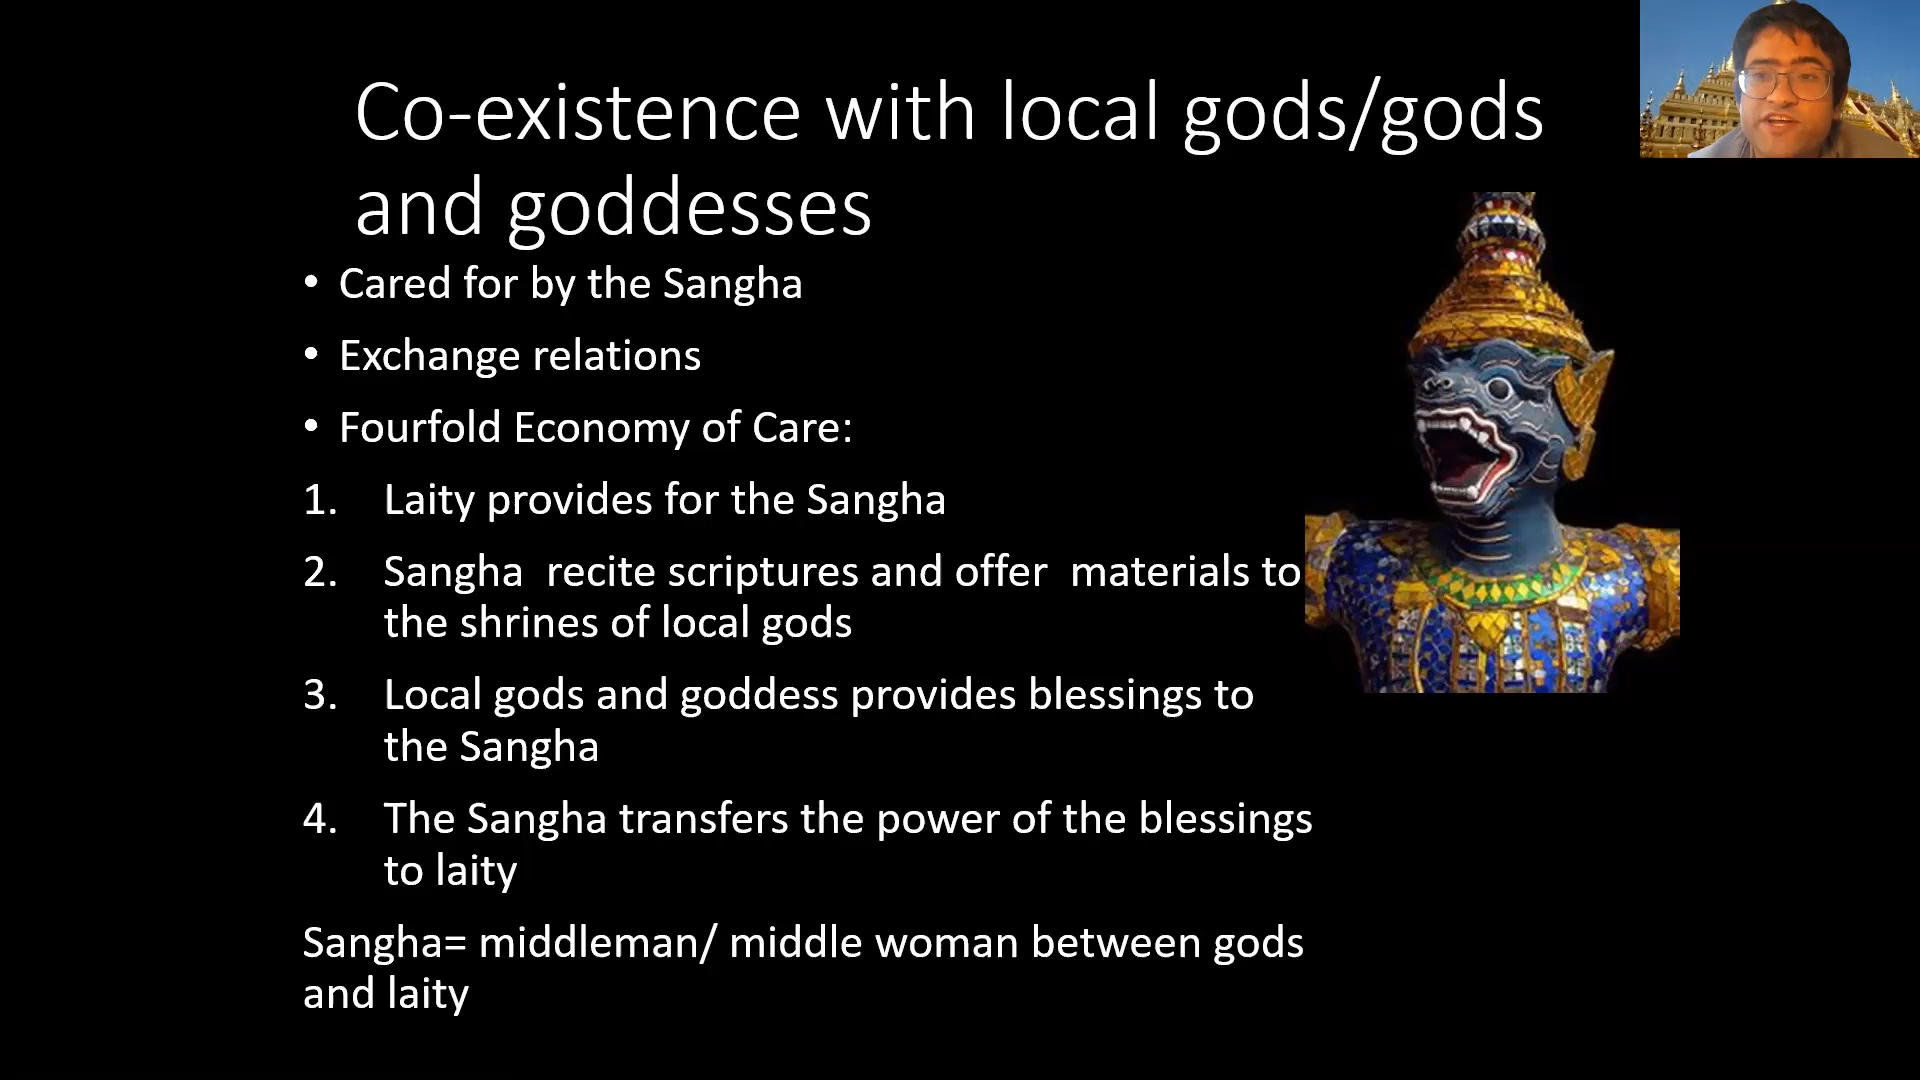 Co-existence with local gods/gods
and goddesses
• Cared for by the Sangha
• Exchange relations
• Fourfold Economy of Care:
1. Laity provides for the Sangha
2. Sangha  recite scriptures and offer  materials to
the shrines of local gods
3. Local gods and goddess provides blessings to
the Sangha
4. The Sangha transfers the power of the blessings
to laity
Sangha= middleman/ middle woman between gods
and laity